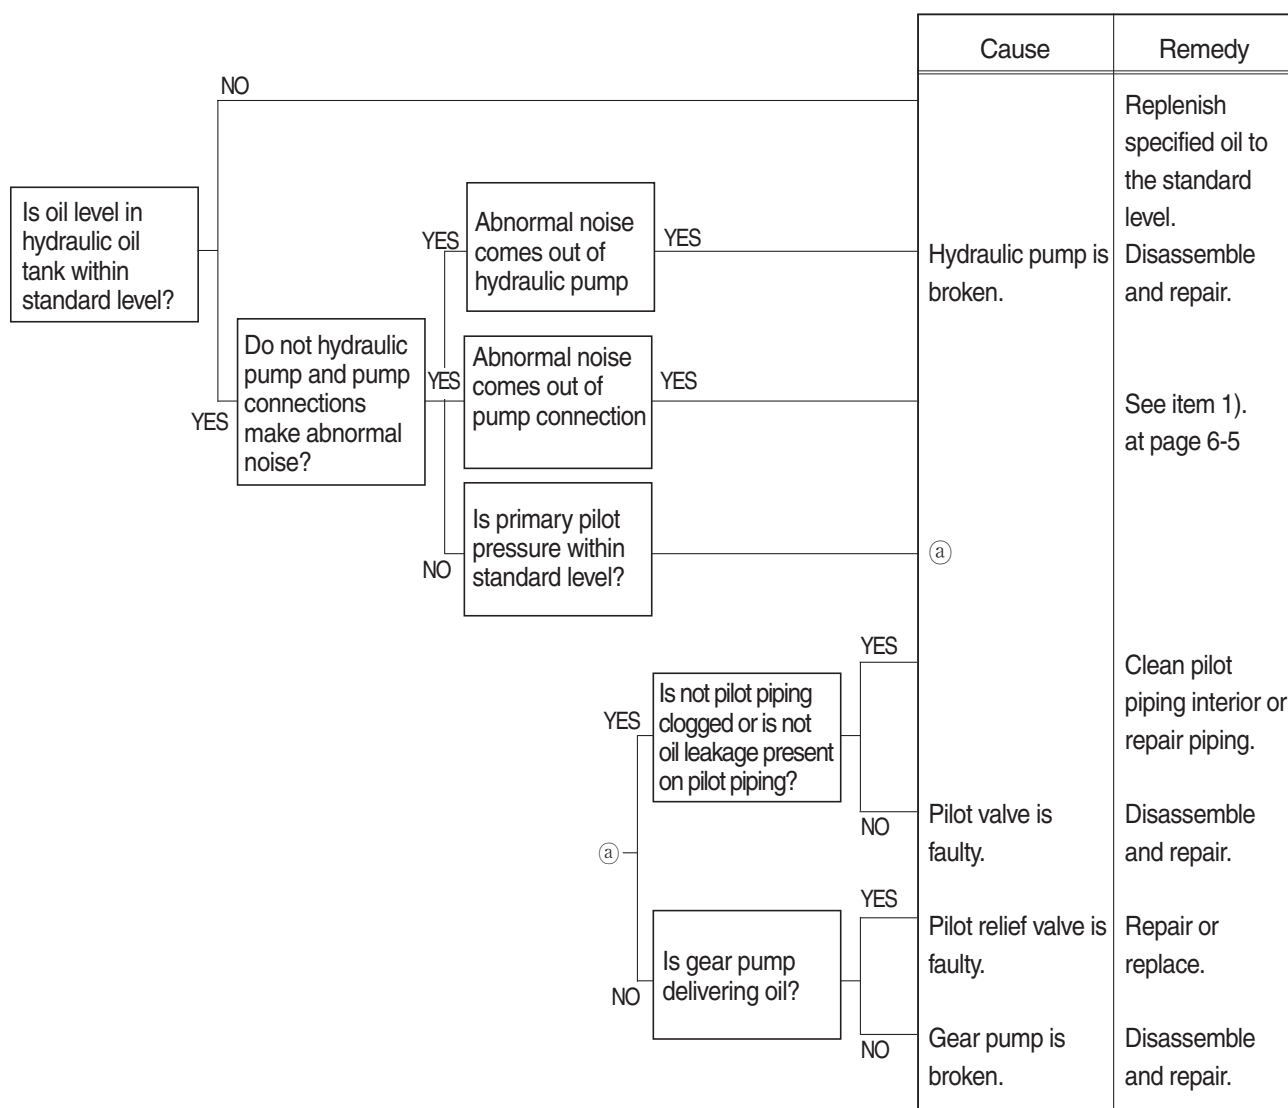 Cause
Remedy
NO
Replenish
specified oil to
the standard
level.
Is oil level in
hydraulic oil
tank within
standard level?
YES
Abnormal noise
comes out of
hydraulic pump
YES
Hydraulic pump is
broken.
Disassemble
and repair.
YES
Do not hydraulic
pump and pump
connections
make abnormal
noise?
YES
Abnormal noise
comes out of
pump connection
YES
See item 1).
at page 6-5
NO
Is primary pilot
pressure within
standard level?
ⓐ
ⓐ
YES
Is not pilot piping
clogged or is not
oil leakage present
on pilot piping?
YES
Clean pilot
piping interior or
repair piping.
NO
Pilot valve is
faulty.
Disassemble
and repair.
NO
Is gear pump
delivering oil?
YES
Pilot relief valve is
faulty.
Repair or
replace.
NO
Gear pump is
broken.
Disassemble
and repair.